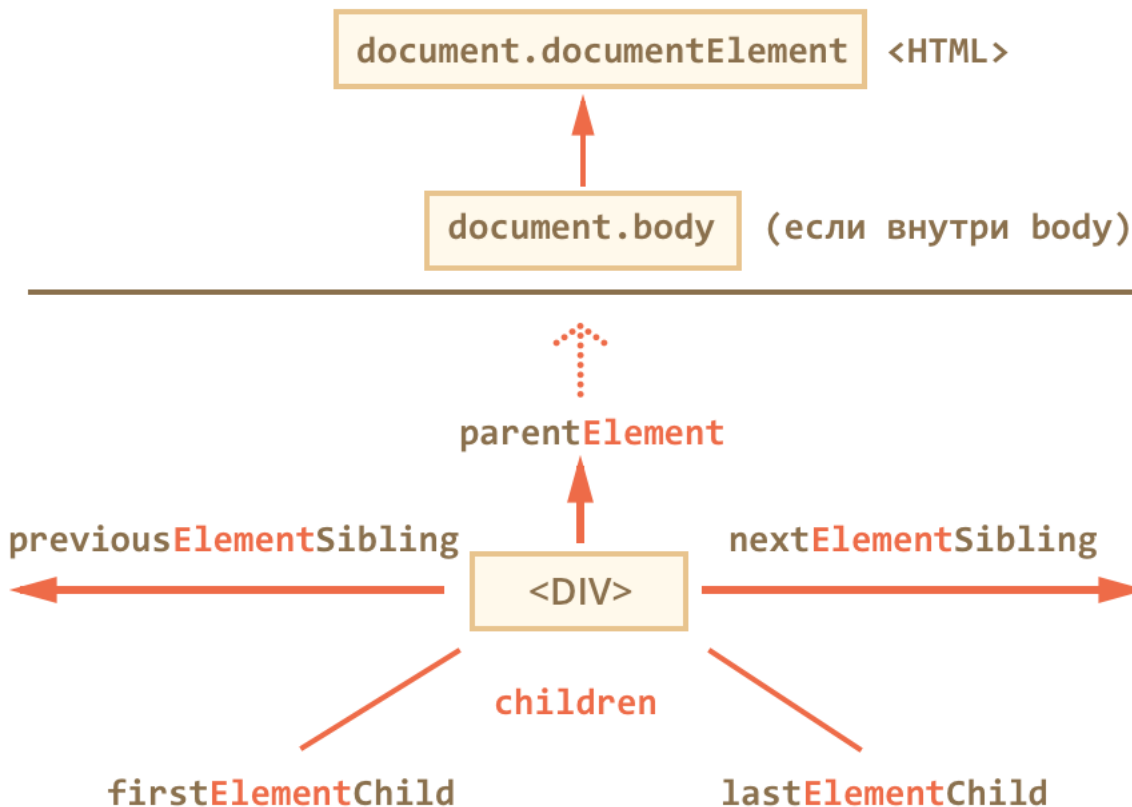 document.documentElement <HTML>
document.body (если внутри body)
parentElement
previousElementSibling nextElementSibling
<DIV>
children
firstElementChild lastElementChild